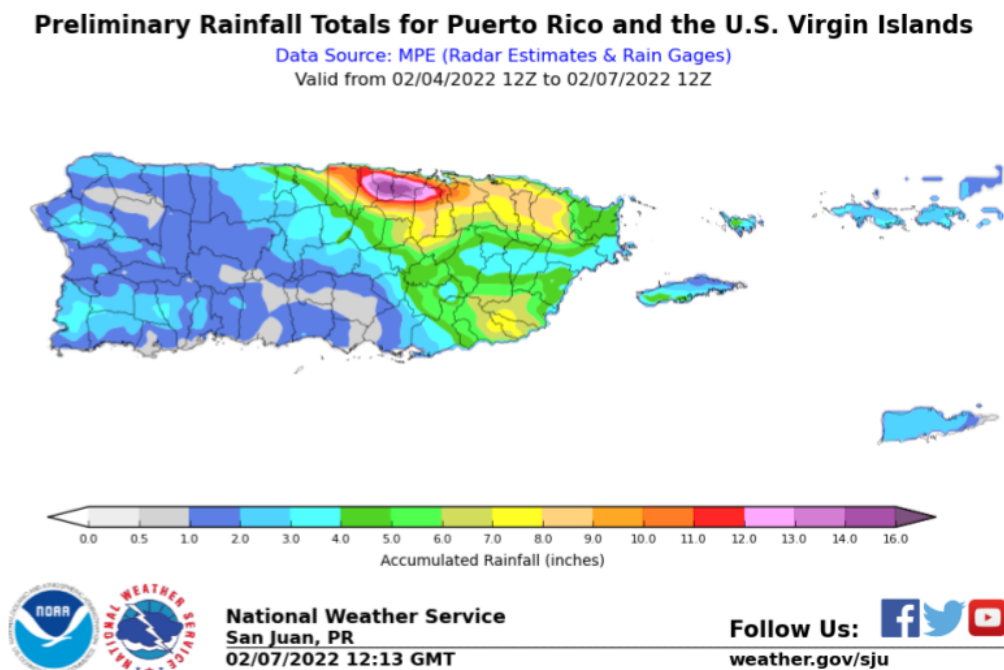 Preliminary Rainfall Totals for Puerto Rico and the U.S. Virgin Islands
Data Source: MPE (Radar Estimates & Rain Gages)
Valid from 02/04/2022 12Z to 02/07/2022 12Z
0.0 0.5 1.0 2.0 3.0 4.0 5.0 6.0 7.0 8.0 9.0 10.0 11.0 12.0 13.0 14.0 16.0
Accumulated Rainfall (inches)
NOAA
NATIONAL WEATHER SERVICE
National Weather Service
San Juan, PR
02/07/2022 12:13 GMT
Follow Us:
weather.gov/sju